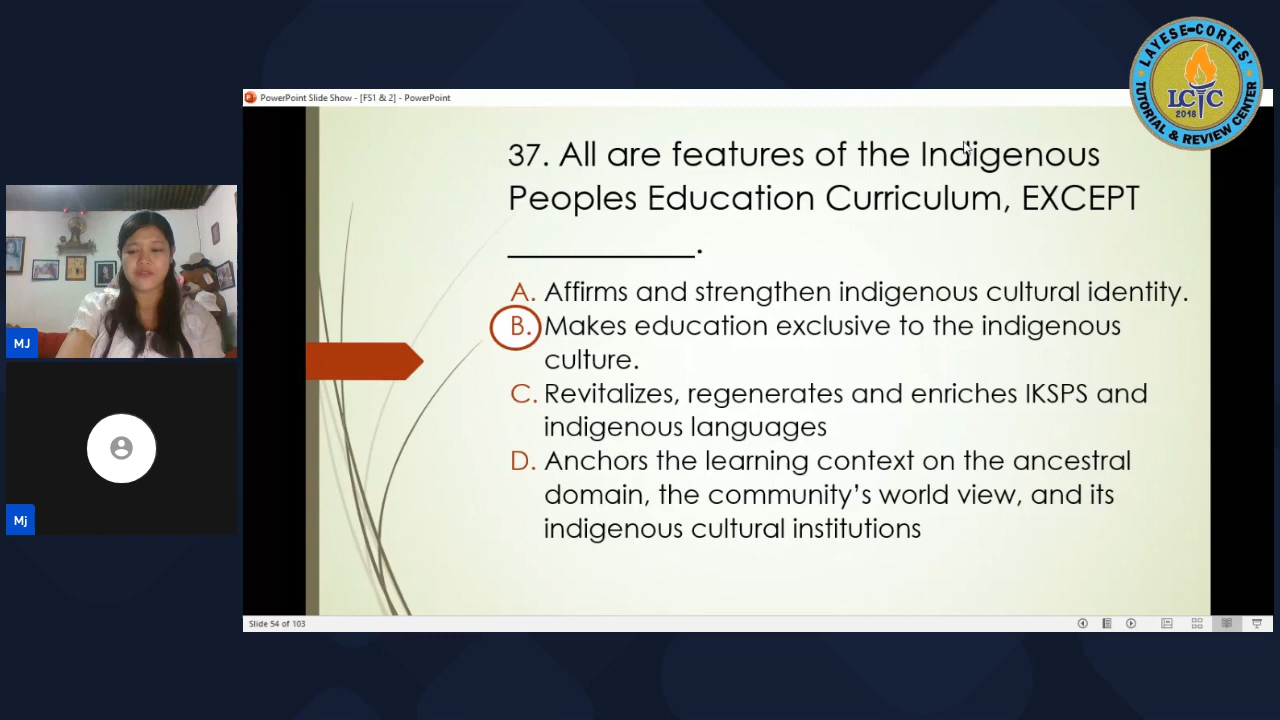 LAYESE-CORTES'
LCTC
2018
TUTORIAL & REVIEW CENTER
PowerPoint Slide Show - [FS1 & 2] - PowerPoint
37. All are features of the Indigenous
Peoples Education Curriculum, EXCEPT
____________.
A. Affirms and strengthen indigenous cultural identity.
B. Makes education exclusive to the indigenous
culture.
C. Revitalizes, regenerates and enriches IKSPS and
indigenous languages
D. Anchors the learning context on the ancestral
domain, the community's world view, and its
indigenous cultural institutions
MJ
Mj
Slide 54 of 103